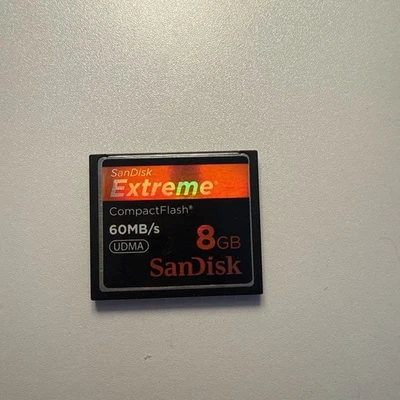 SanDisk
Extreme®
CompactFlash®
60MB/s
8GB
UDMA
SanDisk